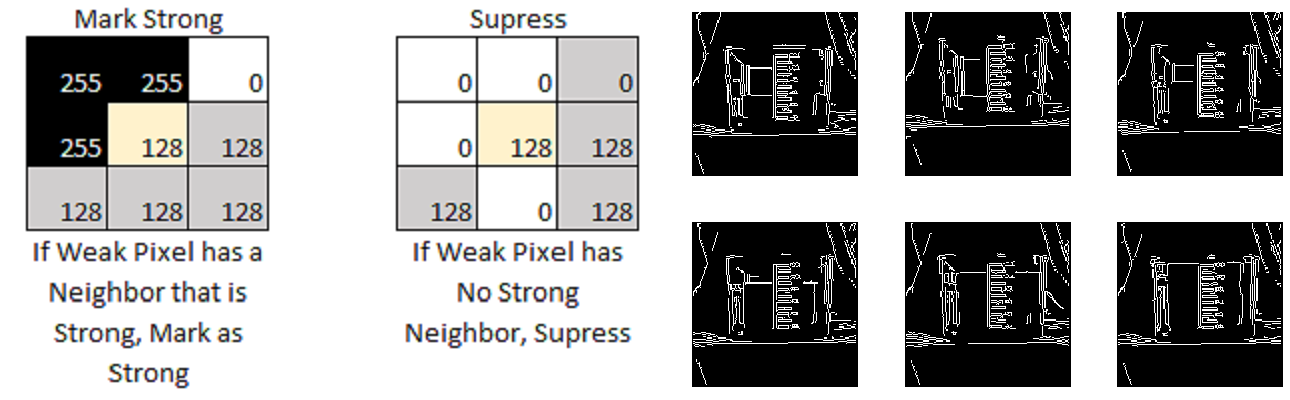 Mark Strong
255 255 0
255 128 128
128 128 128
If Weak Pixel has a
Neighbor that is
Strong, Mark as
Strong
Supress
0 0 0
0 128 128
128 0 128
If Weak Pixel has
No Strong
Neighbor, Supress